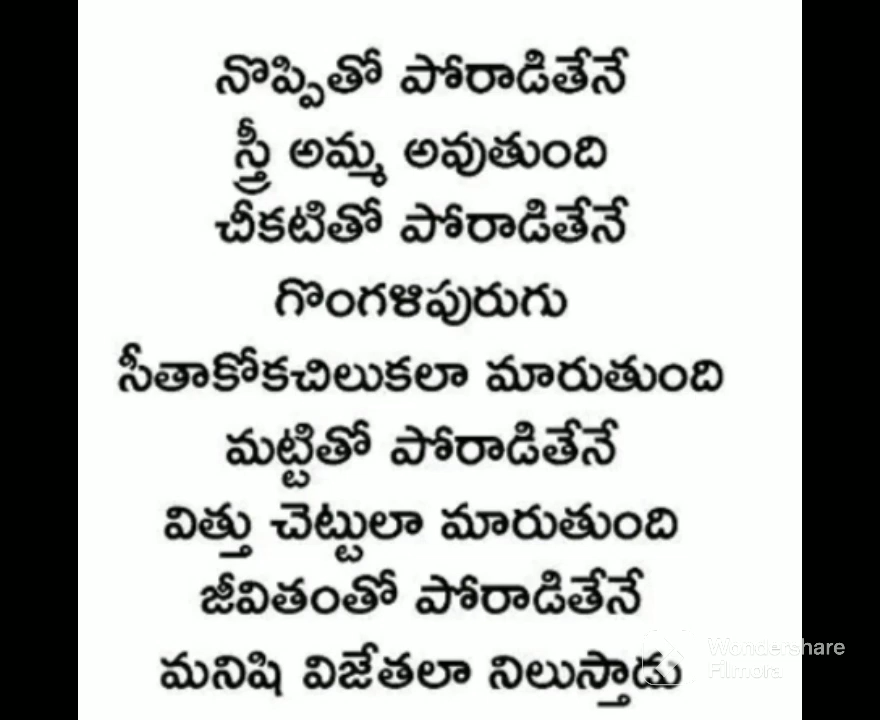 నొప్పితో పోరాడితేనే
స్త్రీ అమ్మ అవుతుంది
చీకటితో పోరాడితేనే
గొంగళిపురుగు
సీతాకోకచిలుకలా మారుతుంది
మట్టితో పోరాడితేనే
విత్తు చెట్టులా మారుతుంది
జీవితంతో పోరాడితేనే
మనిషి విజేతలా నిలుస్తాడు
Wondershare
Filmora